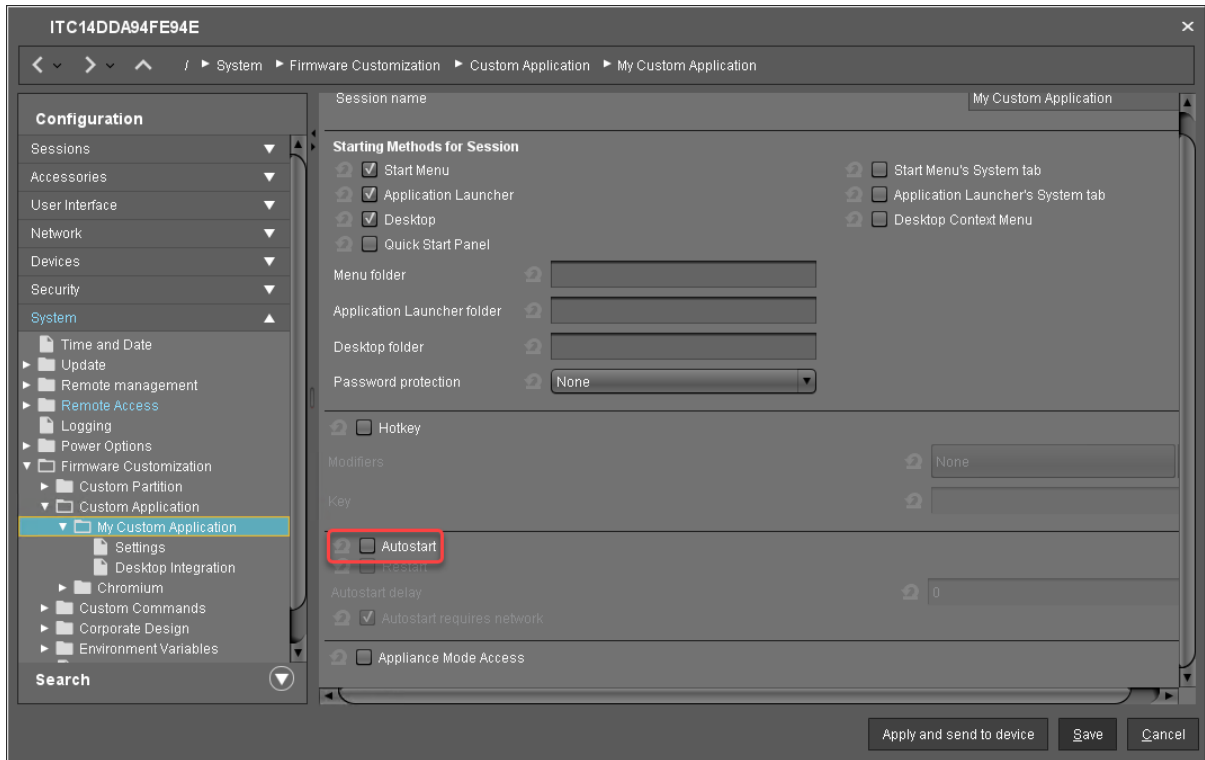 ITC14DDA94FE94E
/ System Firmware Customization Custom Application My Custom Application
Configuration
Sessions
Accessories
User Interface
Network
Devices
Security
System
Time and Date
Update
Remote management
Remote Access
Logging
Power Options
Firmware Customization
Custom Partition
Custom Application
My Custom Application
Settings
Desktop Integration
Chromium
Custom Commands
Corporate Design
Environment Variables
Search
Session name My Custom Application
Starting Methods for Session
Start Menu Start Menu's System tab
Application Launcher Application Launcher's System tab
Desktop Desktop Context Menu
Quick Start Panel
Menu folder
Application Launcher folder
Desktop folder
Password protection None
Hotkey
Modifiers None
Key
Autostart
Restart
Autostart delay 0
Autostart requires network
Appliance Mode Access
Apply and send to device Save Cancel